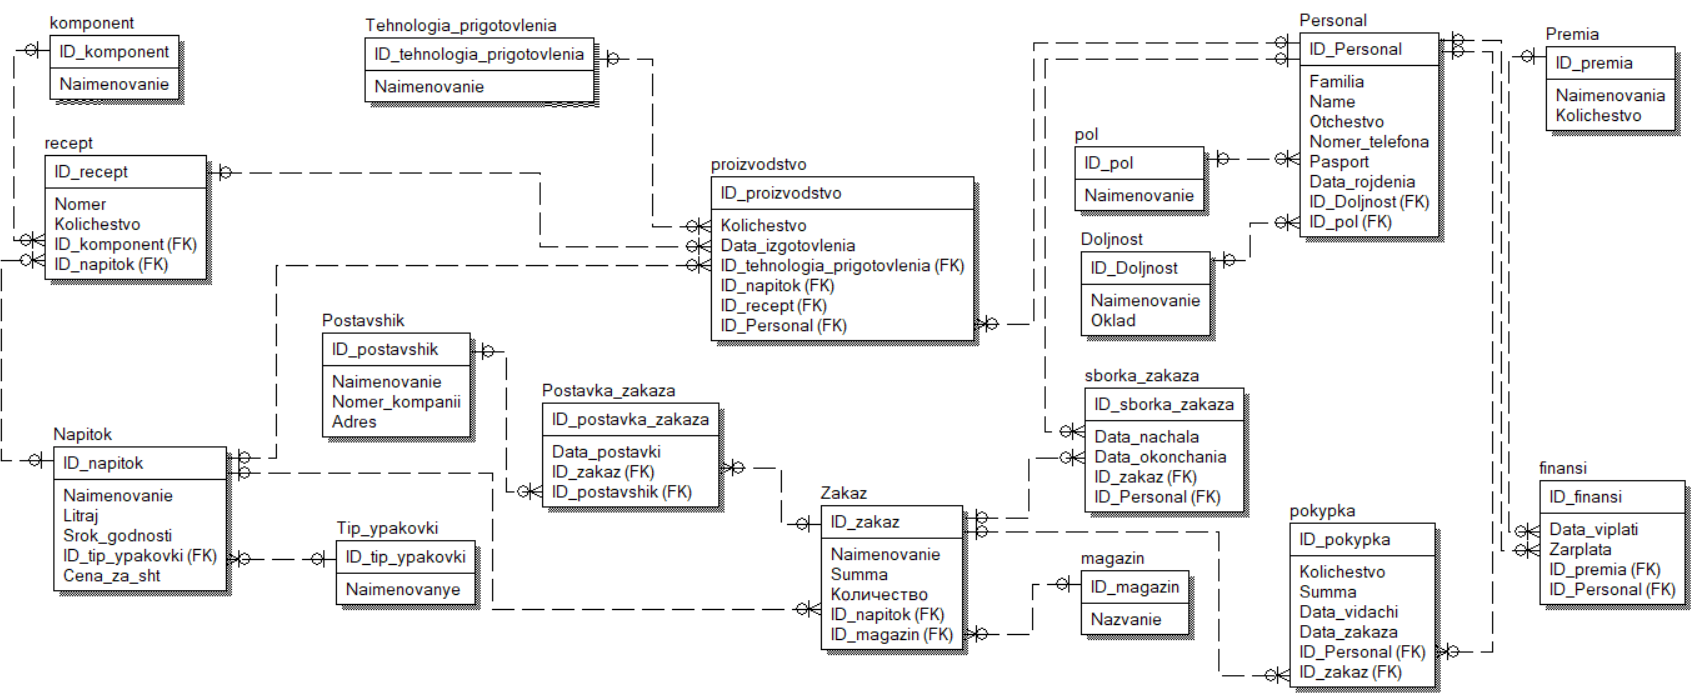 komponent
ID_komponent
Naimenovanie
Tehnologia_prigotovlenia
ID_tehnologia_prigotovlenia
Naimenovanie
Personal
ID_Personal
Familia
Name
Otchestvo
Nomer_telefona
Pasport
Data_rojdenia
ID_Doljnost (FK)
ID_pol (FK)
Premia
ID_premia
Naimenovania
Kolichestvo
recept
ID_recept
Nomer
Kolichestvo
ID_komponent (FK)
ID_napitok (FK)
proizvodstvo
ID_proizvodstvo
Kolichestvo
Data_izgotovlenia
ID_tehnologia_prigotovlenia (FK)
ID_napitok (FK)
ID_recept (FK)
ID_Personal (FK)
pol
ID_pol
Naimenovanie
Doljnost
ID_Doljnost
Naimenovanie
Oklad
Postavshik
ID_postavshik
Naimenovanie
Nomer_kompanii
Adres
Postavka_zakaza
ID_postavka_zakaza
Data_postavki
ID_zakaz (FK)
ID_postavshik (FK)
sborka_zakaza
ID_sborka_zakaza
Data_nachala
Data_okonchania
ID_zakaz (FK)
ID_Personal (FK)
Napitok
ID_napitok
Naimenovanie
Litraj
Srok_godnosti
ID_tip_ypakovki (FK)
Cena_za_sht
Tip_ypakovki
ID_tip_ypakovki
Naimenovanye
Zakaz
ID_zakaz
Naimenovanie
Summa
Количество
ID_napitok (FK)
ID_magazin (FK)
magazin
ID_magazin
Nazvanie
pokypka
ID_pokypka
Kolichestvo
Summa
Data_vidachi
Data_zakaza
ID_Personal (FK)
ID_zakaz (FK)
finansi
ID_finansi
Data_viplati
Zarplata
ID_premia (FK)
ID_Personal (FK)